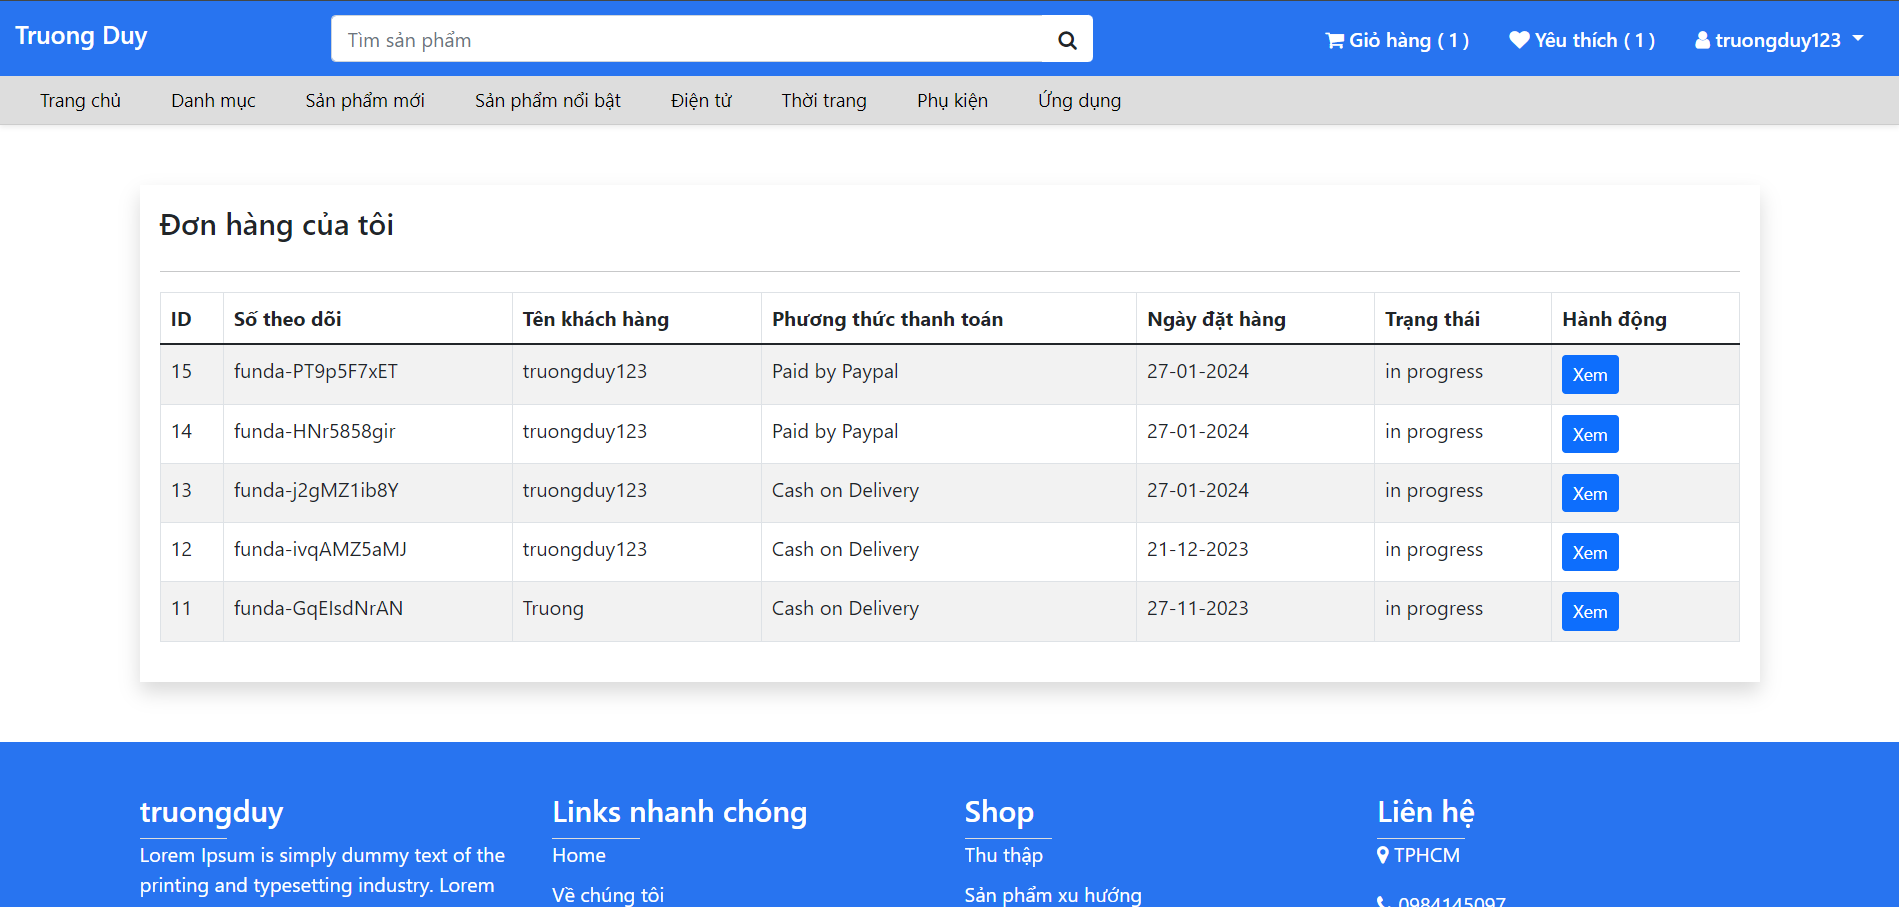 Truong Duy
Tìm sản phẩm
Giỏ hàng ( 1 )
Yêu thích ( 1 )
truongduy123
Trang chủ Danh mục Sản phẩm mới Sản phẩm nổi bật Điện tử Thời trang Phụ kiện Ứng dụng
Đơn hàng của tôi
ID Số theo dõi Tên khách hàng Phương thức thanh toán Ngày đặt hàng Trạng thái Hành động
15 funda-PT9p5F7xET truongduy123 Paid by Paypal 27-01-2024 in progress Xem
14 funda-HNr5858gir truongduy123 Paid by Paypal 27-01-2024 in progress Xem
13 funda-j2gMZ1ib8Y truongduy123 Cash on Delivery 27-01-2024 in progress Xem
12 funda-ivqAMZ5aMJ truongduy123 Cash on Delivery 21-12-2023 in progress Xem
11 funda-GqEIsdNrAN Truong Cash on Delivery 27-11-2023 in progress Xem
truongduy
Lorem Ipsum is simply dummy text of the
printing and typesetting industry. Lorem
Links nhanh chóng
Home
Về chúng tôi
Shop
Thu thập
Sản phẩm xu hướng
Liên hệ
TPHCM
0984145097